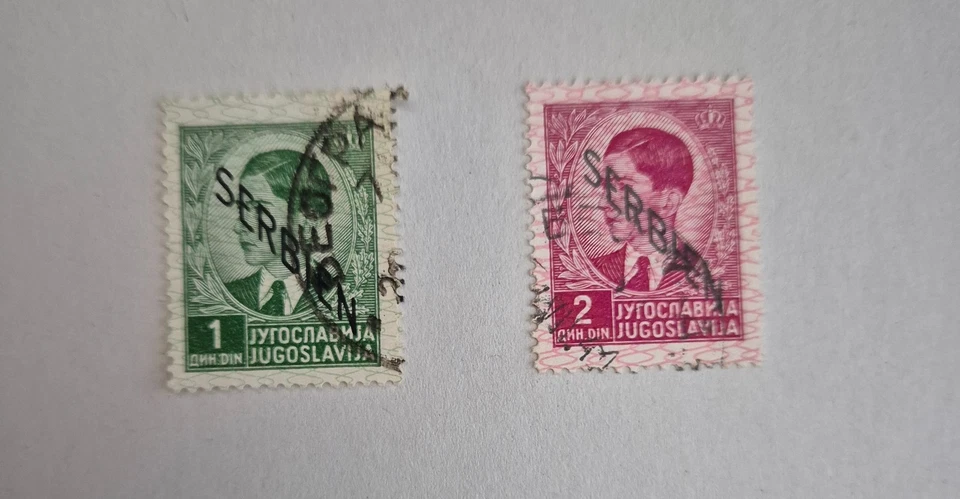 SERBIEN
1
ДИН. DIN
ЈУГОСЛАВИЈА
JUGOSLAVIJA
SERBIEN
2
ДИН. DIN
ЈУГОСЛАВИЈА
JUGOSLAVIJA